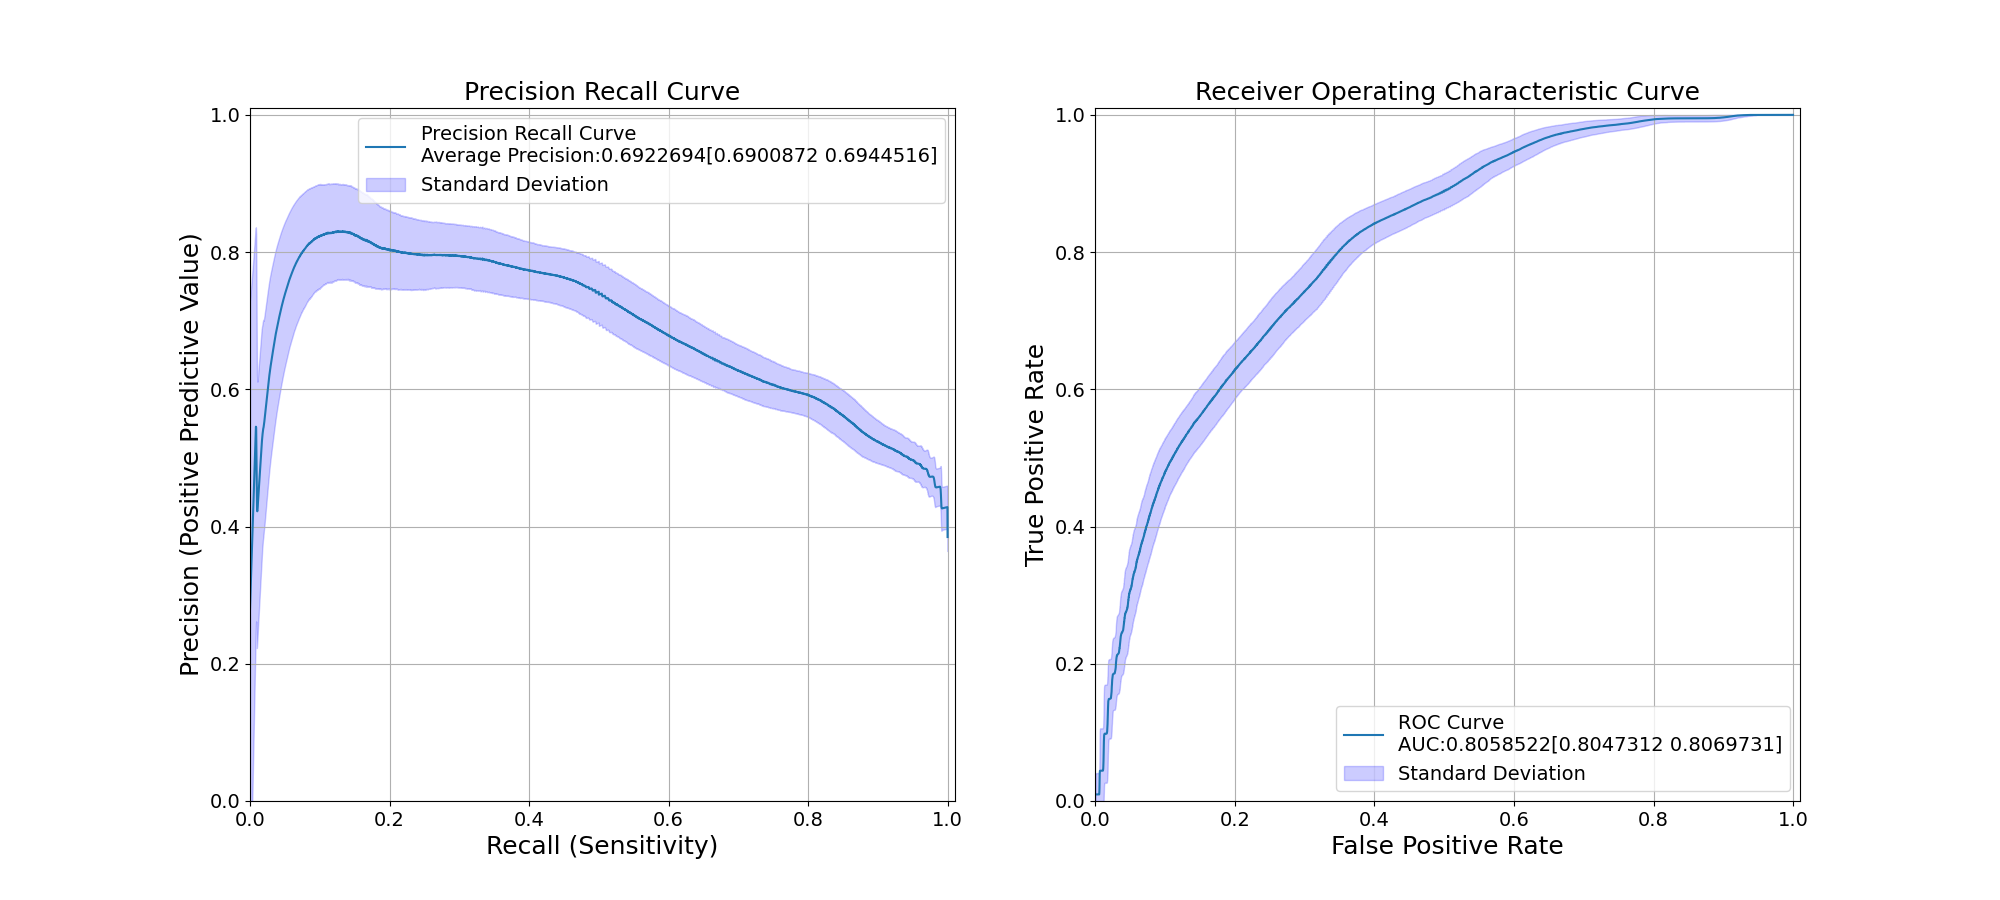 Precision Recall Curve
1.0
0.8
0.6
0.4
0.2
0.0
Precision (Positive Predictive Value)
Precision Recall Curve
Average Precision:0.6922694[0.6900872 0.6944516]
Standard Deviation
0.0 0.2 0.4 0.6 0.8 1.0
Recall (Sensitivity)
Receiver Operating Characteristic Curve
1.0
0.8
0.6
0.4
0.2
0.0
True Positive Rate
ROC Curve
AUC:0.8058522[0.8047312 0.8069731]
Standard Deviation
0.0 0.2 0.4 0.6 0.8 1.0
False Positive Rate